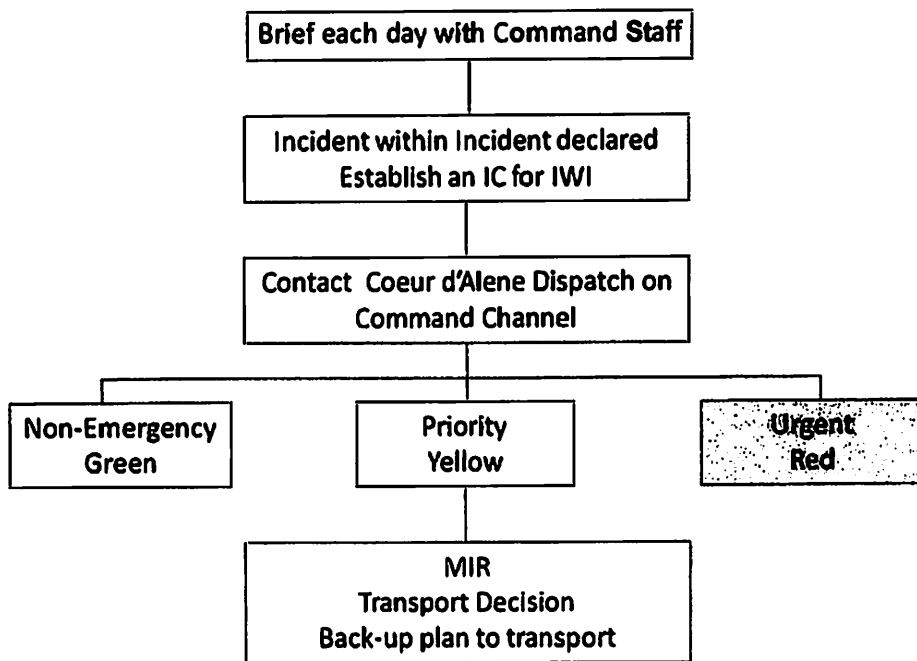 Brief each day with Command Staff
Incident within Incident declared
Establish an IC for IWI
Contact Coeur d'Alene Dispatch on
Command Channel
Non-Emergency
Green
Priority
Yellow
Urgent
Red
MIR
Transport Decision
Back-up plan to transport